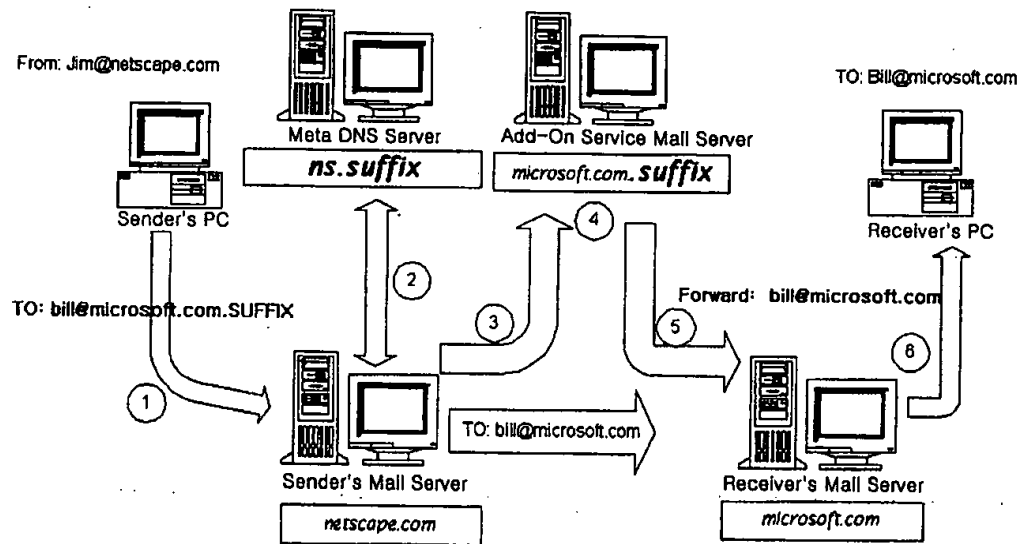 From: Jim@netscape.com
TO: Bill@microsoft.com
Meta DNS Server
Add-On Service Mail Server
ns.suffix
microsoft.com.suffix
Sender's PC
Receiver's PC
4
2
TO: bill@microsoft.com.SUFFIX
Forward: bill@microsoft.com
3
5
6
1
TO: bill@microsoft.com
Sender's Mail Server
Receiver's Mail Server
netscape.com
microsoft.com